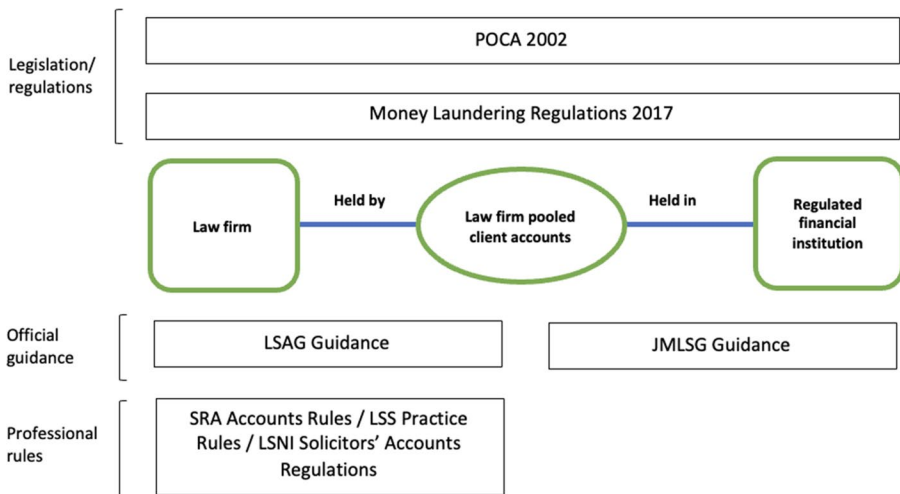 Legislation/
regulations
POCA 2002
Money Laundering Regulations 2017
Law firm
Held by
Law firm pooled
client accounts
Held in
Regulated
financial
institution
Official
guidance
LSAG Guidance
JMLSG Guidance
Professional
rules
SRA Accounts Rules / LSS Practice
Rules / LSNI Solicitors’ Accounts
Regulations